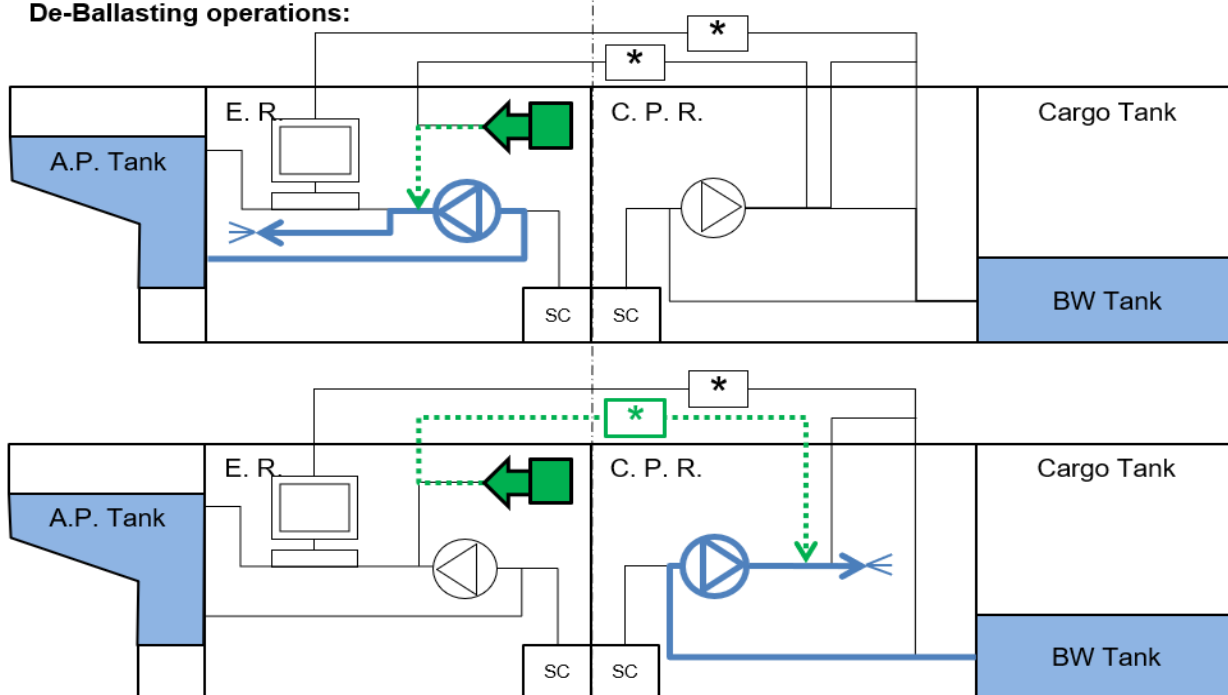 De-Ballasting operations:
*
*
E. R.
C. P. R.
Cargo Tank
A.P. Tank
BW Tank
SC
SC
*
*
E. R.
C. P. R.
Cargo Tank
A.P. Tank
BW Tank
SC
SC